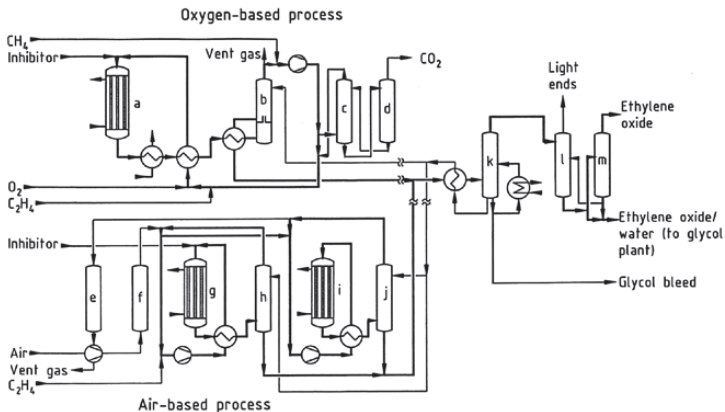 Oxygen-based process
CH₄
Inhibitor
Vent gas
CO₂
a
b
c
d
Light
ends
Ethylene
oxide
k
l
m
O₂
C₂H₄
Ethylene oxide/
water (to glycol
plant)
Inhibitor
Glycol bleed
e
f
g
h
i
j
Air
Vent gas
C₂H₄
Air-based process